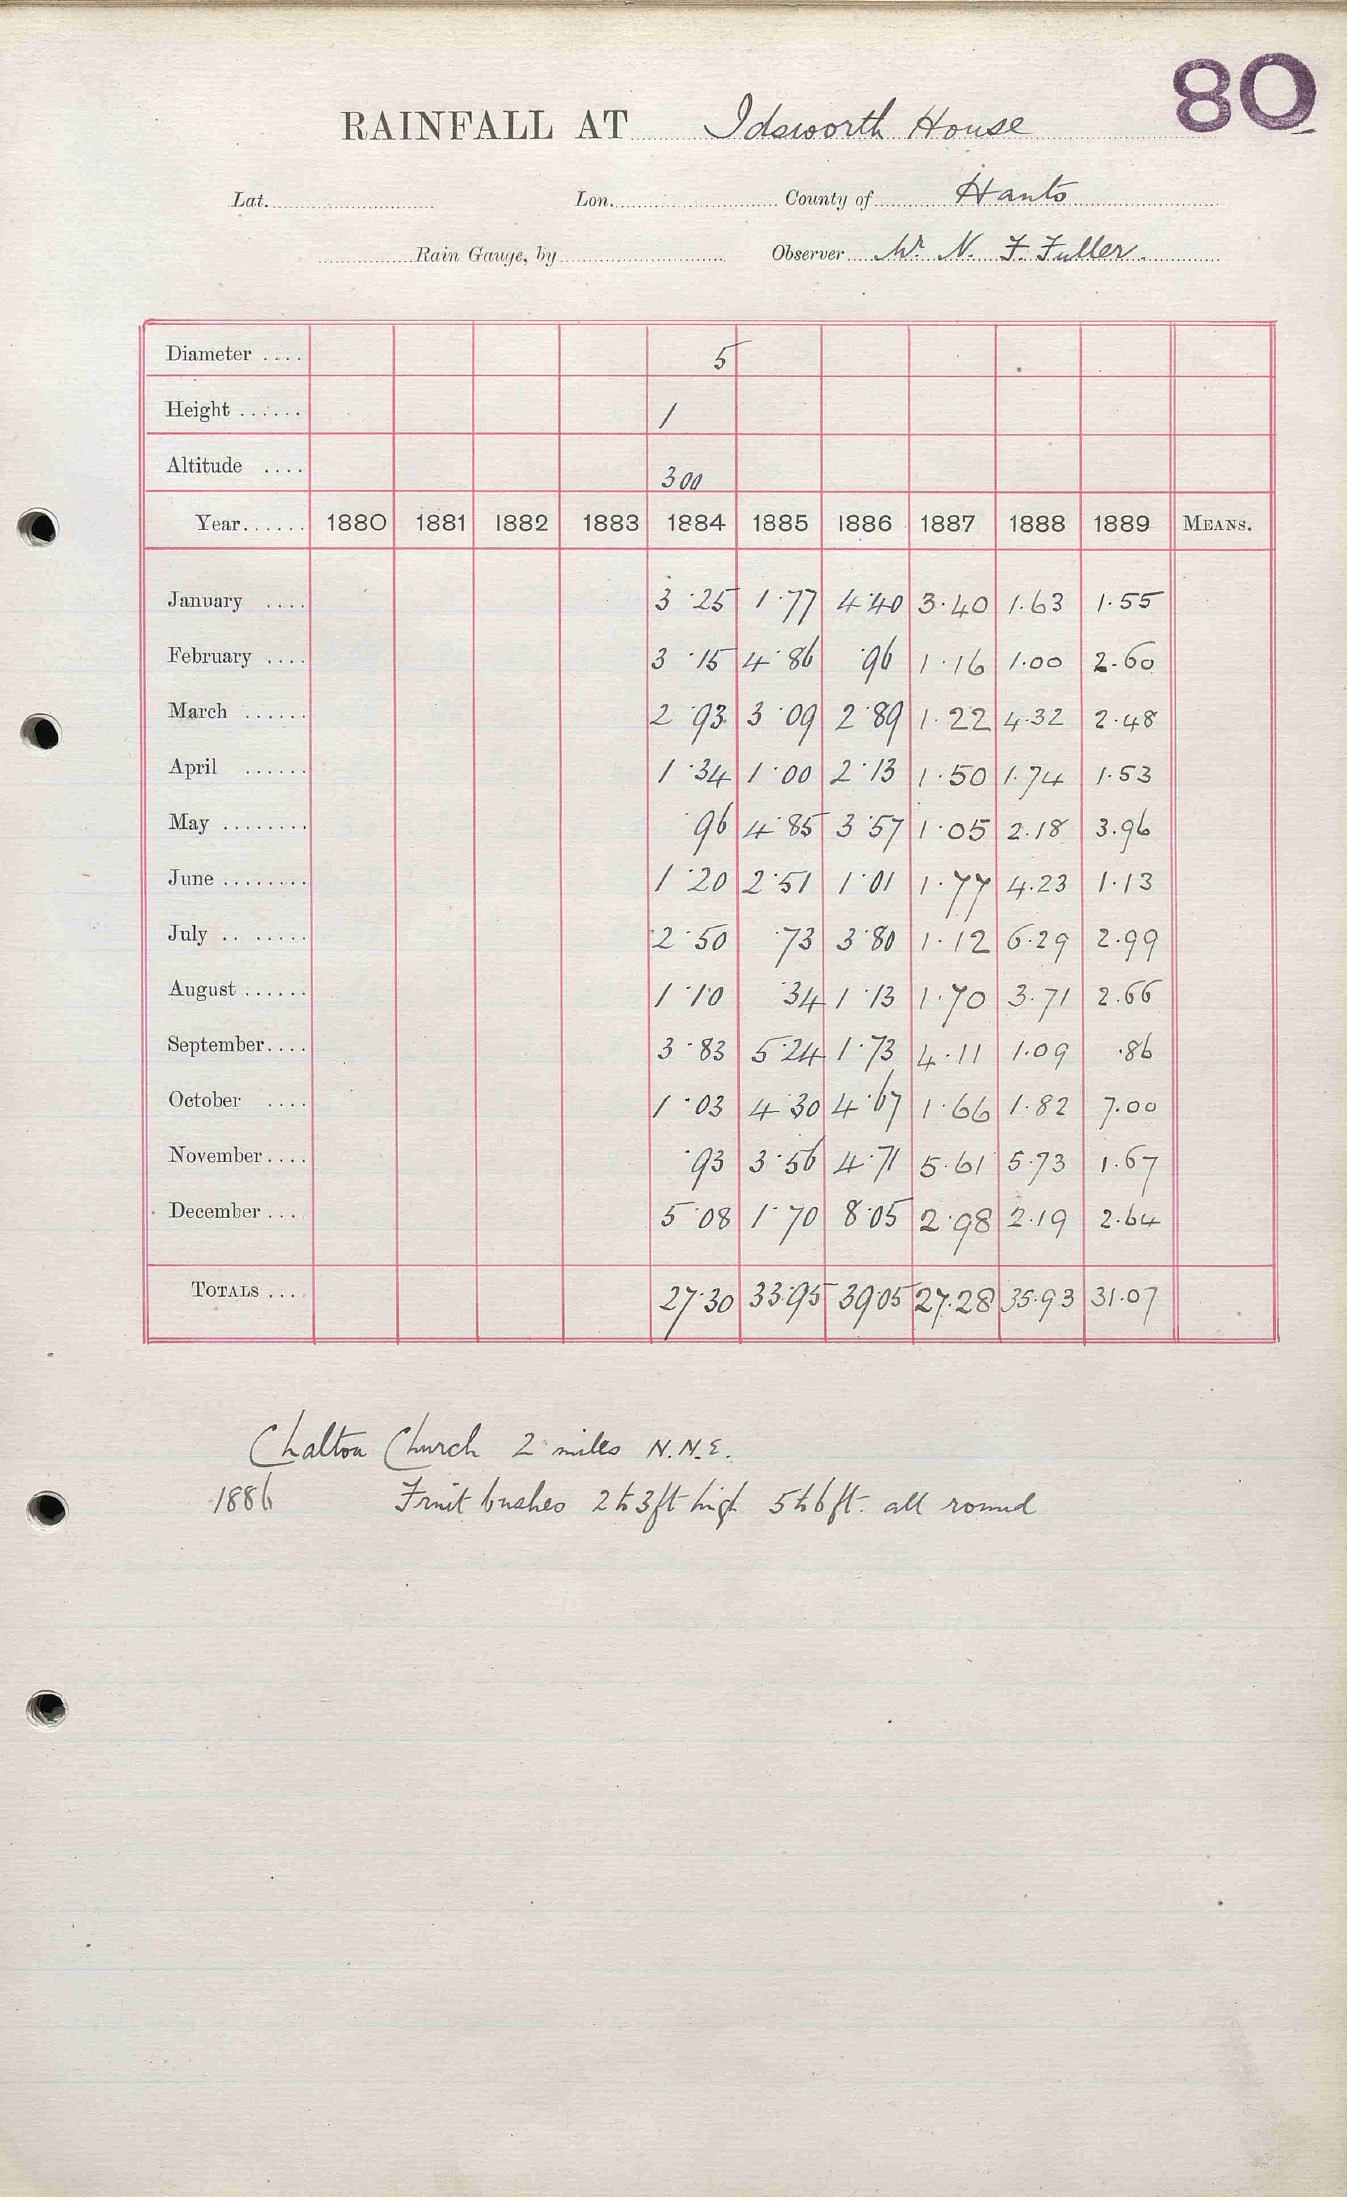 80
RAINFALL AT Idsworth House
Lat. Lon. County of Hants
Rain Gauge, by Observer Mr. N. F. Fuller.
Diameter .... 5
Height ...... 1
Altitude .... 300
Year...... 1880 1881 1882 1883 1884 1885 1886 1887 1888 1889 MEANS.
January .... 3·25 1·77 4·40 3·40 1·63 1·55
February .... 3·15 4·86 ·96 1·16 1·00 2·60
March ...... 2·93 3·09 2·89 1·22 4·32 2·48
April ...... 1·34 1·00 2·13 1·50 1·74 1·53
May ........ ·96 4·85 3·57 1·05 2·18 3·96
June ........ 1·20 2·51 1·01 1·77 4·23 1·13
July .. ..... 2·50 ·73 3·80 1·12 6·29 2·99
August ...... 1·10 ·34 1·13 1·70 3·71 2·66
September.... 3·83 5·24 1·73 4·11 1·09 ·86
October .... 1·03 4·30 4·67 1·66 1·82 7·00
November.... ·93 3·56 4·71 5·61 5·73 1·67
December ... 5·08 1·70 8·05 2·98 2·19 2·64
TOTALS .... 27·30 33·95 39·05 27·28 35·93 31·07
Chalton Church 2 miles N.N.E.
1886 Fruit bushes 2 to 3 ft high 5 to 6 ft. all round